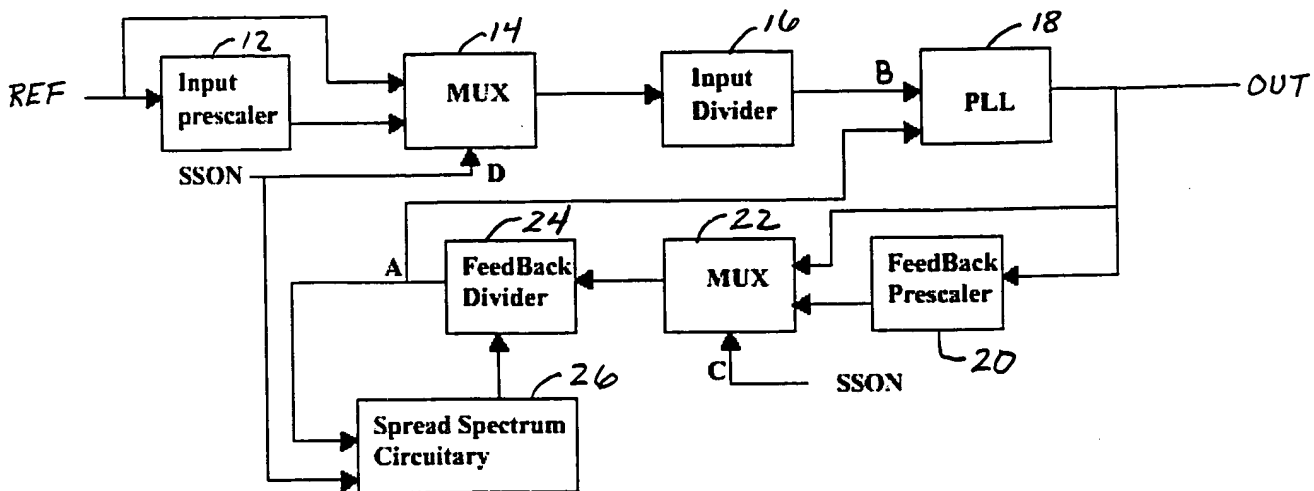 12
14
16
18
REF
Input
prescaler
MUX
Input
Divider
B
PLL
OUT
SSON
D
24
22
A
FeedBack
Divider
MUX
FeedBack
Prescaler
20
C
SSON
26
Spread Spectrum
Circuitary